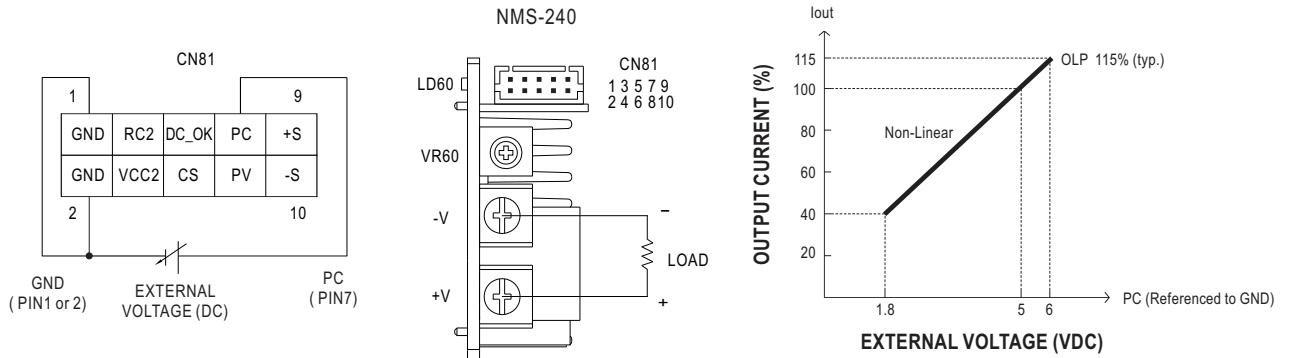 NMS-240
CN81
1
9
GND RC2 DC_OK PC +S
GND VCC2 CS PV -S
2
10
GND
( PIN1 or 2)
EXTERNAL
VOLTAGE (DC)
PC
( PIN7)
LD60
CN81
1 3 5 7 9
2 4 6 8 10
VR60
-V
–
LOAD
+V
+
Iout
OUTPUT CURRENT (%)
115
100
80
60
40
20
OLP 115% (typ.)
Non-Linear
1.8
5
6
PC (Referenced to GND)
EXTERNAL VOLTAGE (VDC)